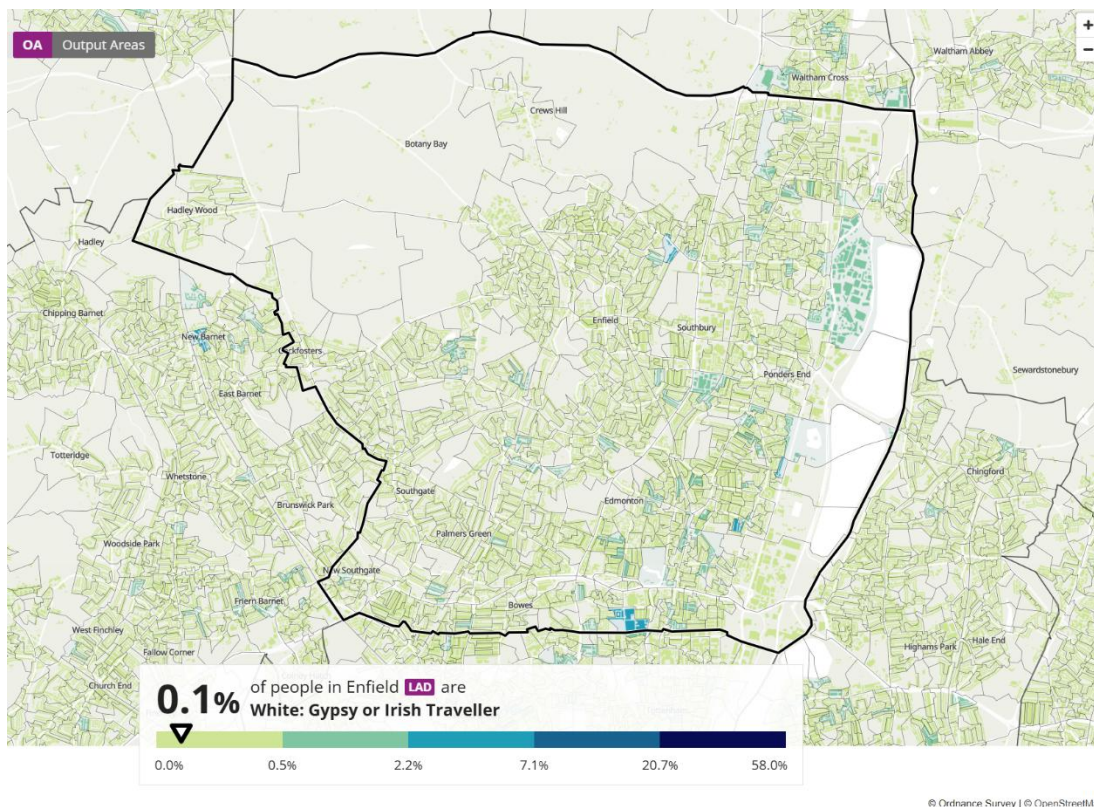 OA Output Areas
+
−
Waltham Abbey
Waltham Cross
Crews Hill
Botany Bay
Hadley Wood
Hadley
Chipping Barnet
New Barnet
Cockfosters
Enfield
Southbury
Ponders End
Sewardstonebury
East Barnet
Totteridge
Whetstone
Southgate
Chingford
Brunswick Park
Edmonton
Palmers Green
Woodside Park
New Southgate
Friern Barnet
Bowes
West Finchley
Hale End
Fallow Corner
Highams Park
Church End
0.1% of people in Enfield LAD are
White: Gypsy or Irish Traveller
0.0% 0.5% 2.2% 7.1% 20.7% 58.0%
© Ordnance Survey | © OpenStreetM